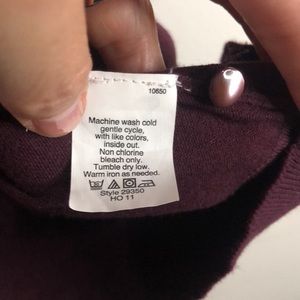 10650
Machine wash cold
gentle cycle,
with like colors,
inside out.
Non chlorine
bleach only.
Tumble dry low.
Warm iron as needed.
Style 29350
HO 11